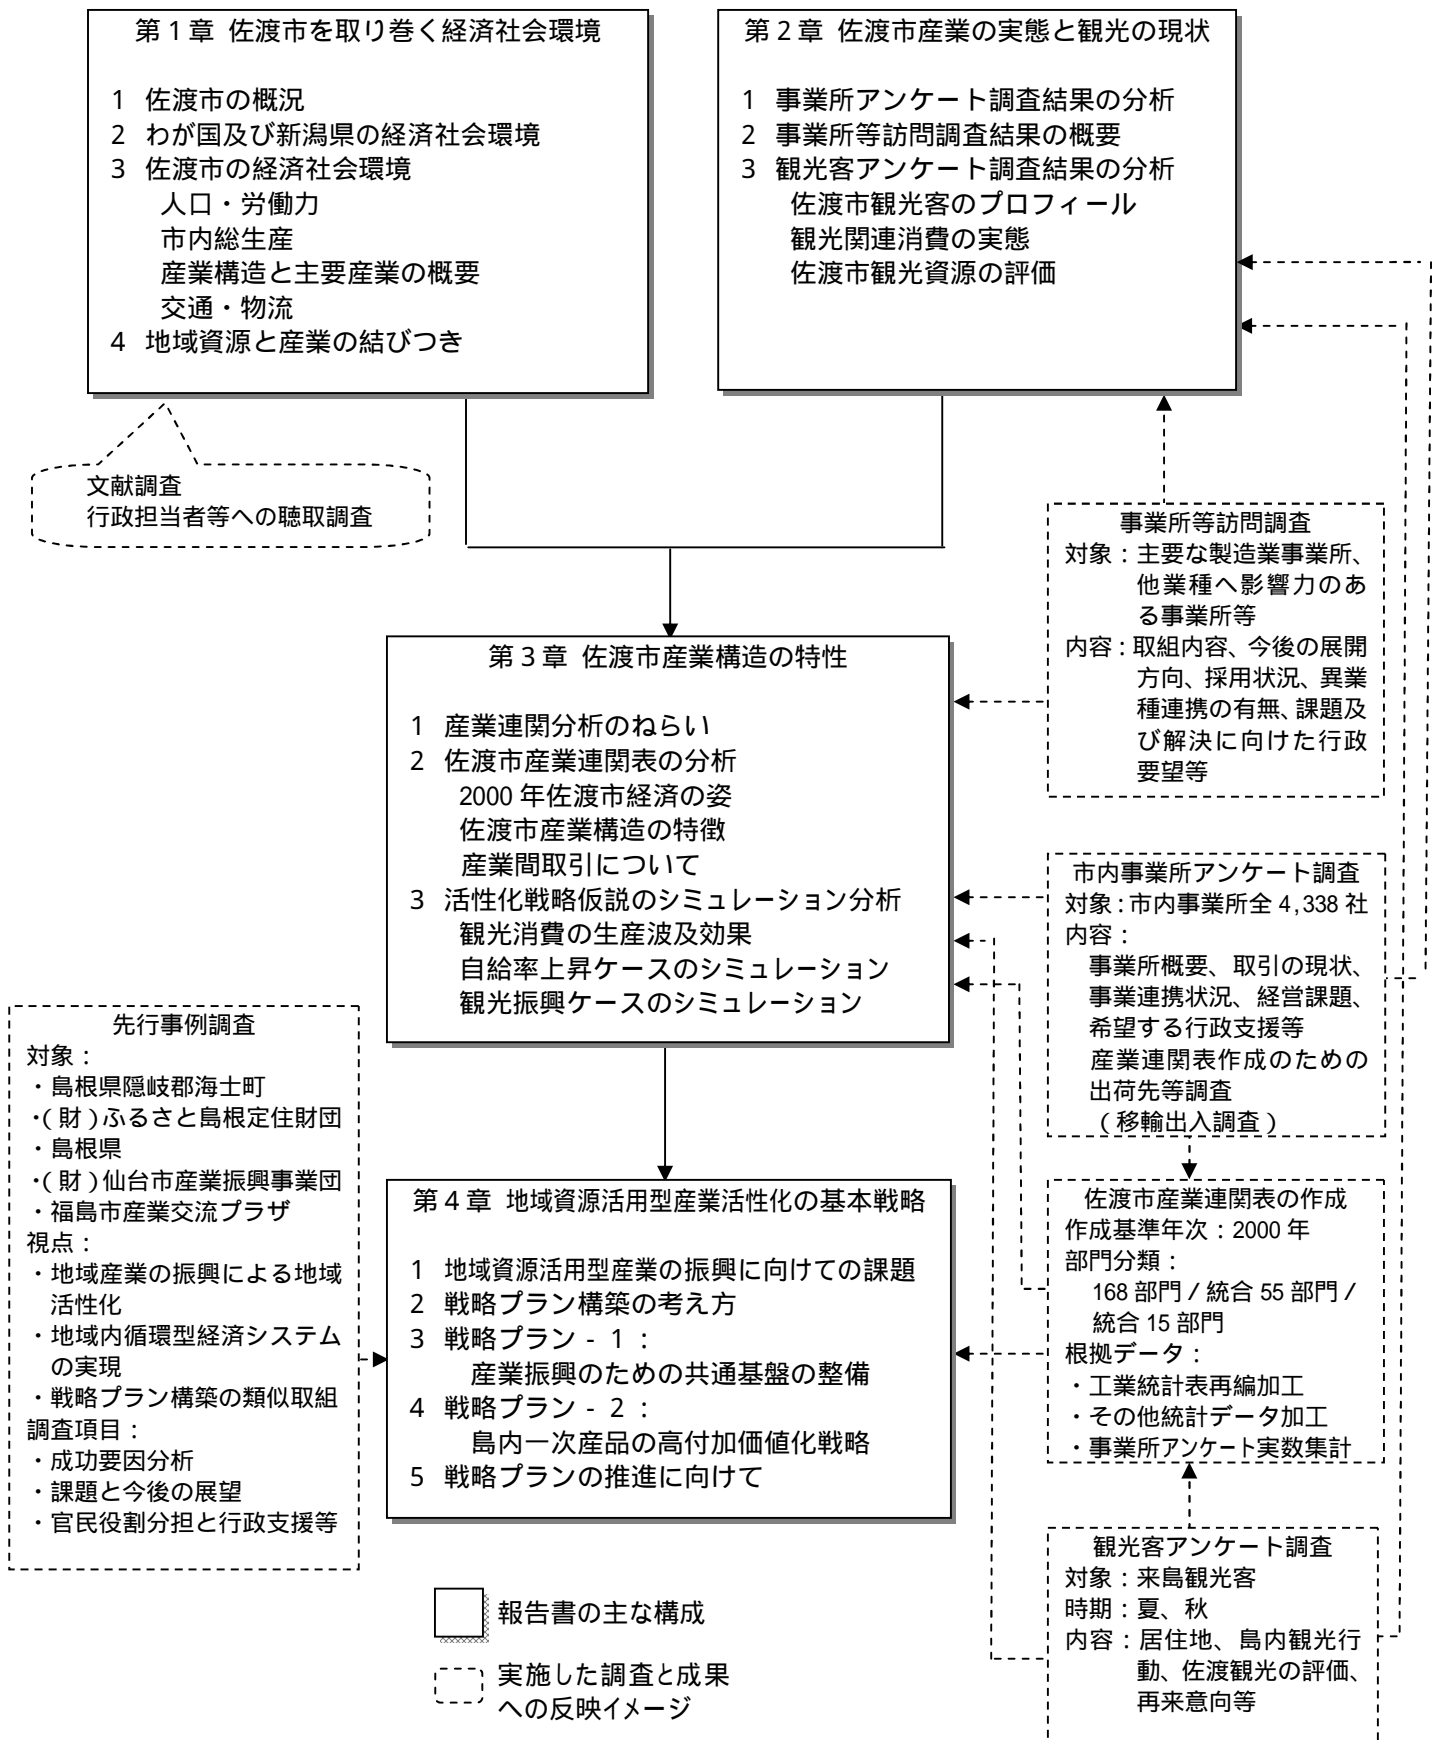 第1章 佐渡市を取り巻く経済社会環境
1 佐渡市の概況
2 わが国及び新潟県の経済社会環境
3 佐渡市の経済社会環境
人口・労働力
市内総生産
産業構造と主要産業の概要
交通・物流
4 地域資源と産業の結びつき
文献調査
行政担当者等への聴取調査
第2章 佐渡市産業の実態と観光の現状
1 事業所アンケート調査結果の分析
2 事業所等訪問調査結果の概要
3 観光客アンケート調査結果の分析
佐渡市観光客のプロフィール
観光関連消費の実態
佐渡市観光資源の評価
事業所等訪問調査
対象：主要な製造業事業所、
他業種へ影響力のあ
る事業所等
内容：取組内容、今後の展開
方向、採用状況、異業
種連携の有無、課題及
び解決に向けた行政
要望等
第3章 佐渡市産業構造の特性
1 産業連関分析のねらい
2 佐渡市産業連関表の分析
2000年佐渡市経済の姿
佐渡市産業構造の特徴
産業間取引について
3 活性化戦略仮説のシミュレーション分析
観光消費の生産波及効果
自給率上昇ケースのシミュレーション
観光振興ケースのシミュレーション
市内事業所アンケート調査
対象：市内事業所全4,338社
内容：
事業所概要、取引の現状、
事業連携状況、経営課題、
希望する行政支援等
産業連関表作成のための
出荷先等調査
（移輸出入調査）
先行事例調査
対象：
・島根県隠岐郡海士町
・（財）ふるさと島根定住財団
・島根県
・（財）仙台市産業振興事業団
・福島市産業交流プラザ
視点：
・地域産業の振興による地域
活性化
・地域内循環型経済システム
の実現
・戦略プラン構築の類似取組
調査項目：
・成功要因分析
・課題と今後の展望
・官民役割分担と行政支援等
第4章 地域資源活用型産業活性化の基本戦略
1 地域資源活用型産業の振興に向けての課題
2 戦略プラン構築の考え方
3 戦略プラン - 1：
産業振興のための共通基盤の整備
4 戦略プラン - 2：
島内一次産品の高付加価値化戦略
5 戦略プランの推進に向けて
佐渡市産業連関表の作成
作成基準年次：2000年
部門分類：
168部門／統合55部門／
統合15部門
根拠データ：
・工業統計表再編加工
・その他統計データ加工
・事業所アンケート実数集計
観光客アンケート調査
対象：来島観光客
時期：夏、秋
内容：居住地、島内観光行
動、佐渡観光の評価、
再来意向等
報告書の主な構成
実施した調査と成果
への反映イメージ